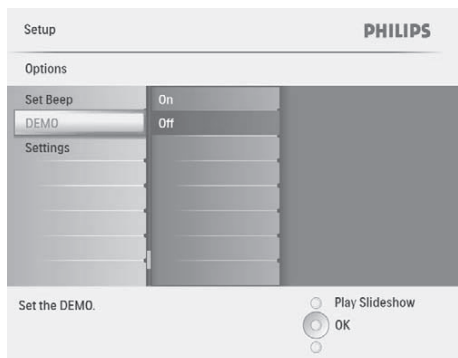 Setup
PHILIPS
Options
Set Beep
On
DEMO
Off
Settings
Set the DEMO.
Play Slideshow
OK